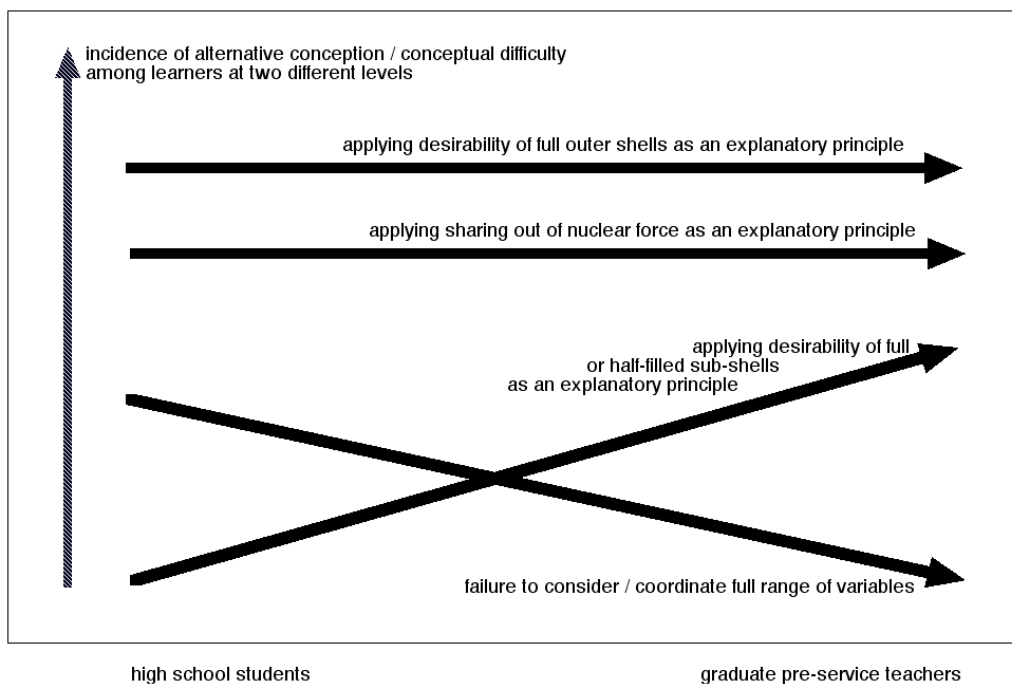 incidence of alternative conception / conceptual difficulty
among learners at two different levels
applying desirability of full outer shells as an explanatory principle
applying sharing out of nuclear force as an explanatory principle
applying desirability of full
or half-filled sub-shells
as an explanatory principle
failure to consider / coordinate full range of variables
high school students
graduate pre-service teachers